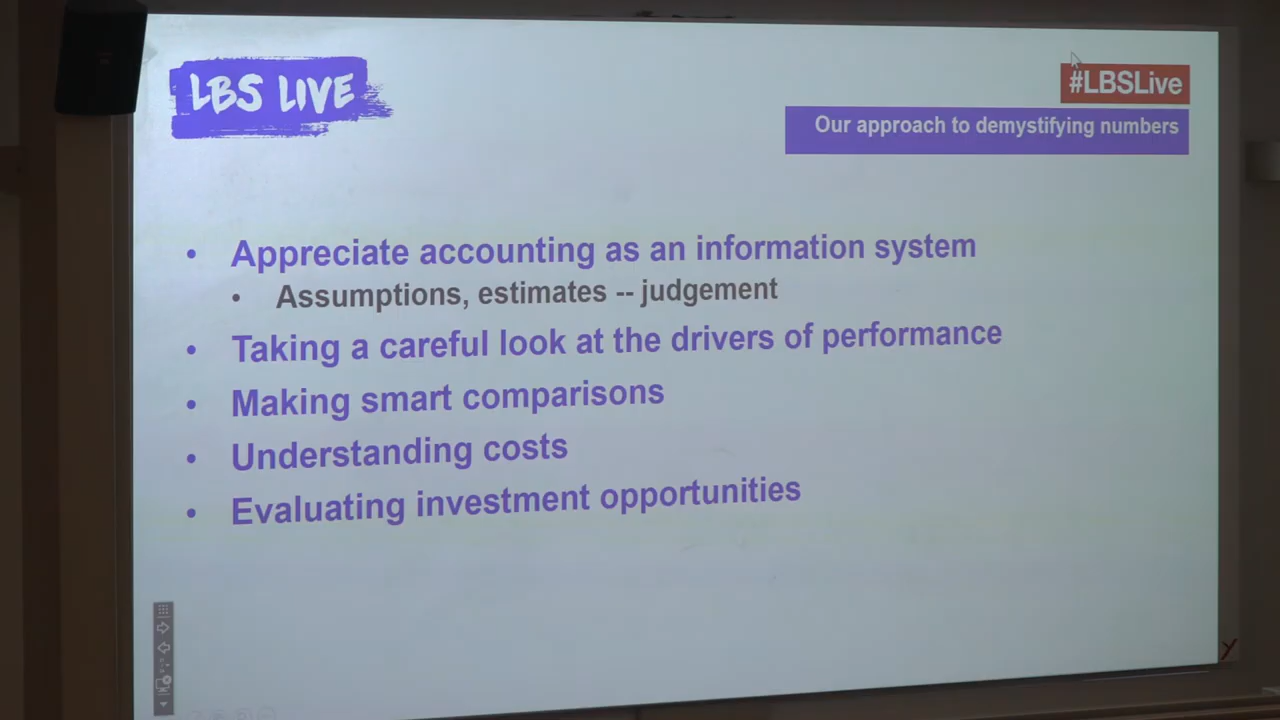 LBS LIVE
#LBSLive
Our approach to demystifying numbers
• Appreciate accounting as an information system
• Assumptions, estimates -- judgement
• Taking a careful look at the drivers of performance
• Making smart comparisons
• Understanding costs
• Evaluating investment opportunities